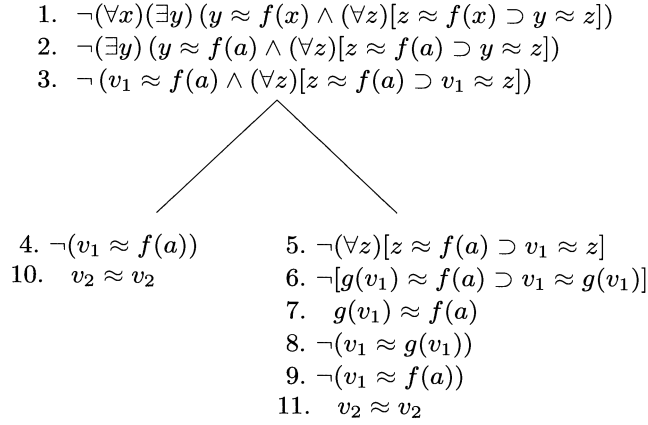 1. ¬(∀x)(∃y) (y ≈ f(x) ∧ (∀z)[z ≈ f(x) ⊃ y ≈ z])
2. ¬(∃y) (y ≈ f(a) ∧ (∀z)[z ≈ f(a) ⊃ y ≈ z])
3. ¬ (v₁ ≈ f(a) ∧ (∀z)[z ≈ f(a) ⊃ v₁ ≈ z])
4. ¬(v₁ ≈ f(a))
10. v₂ ≈ v₂
5. ¬(∀z)[z ≈ f(a) ⊃ v₁ ≈ z]
6. ¬[g(v₁) ≈ f(a) ⊃ v₁ ≈ g(v₁)]
7. g(v₁) ≈ f(a)
8. ¬(v₁ ≈ g(v₁))
9. ¬(v₁ ≈ f(a))
11. v₂ ≈ v₂